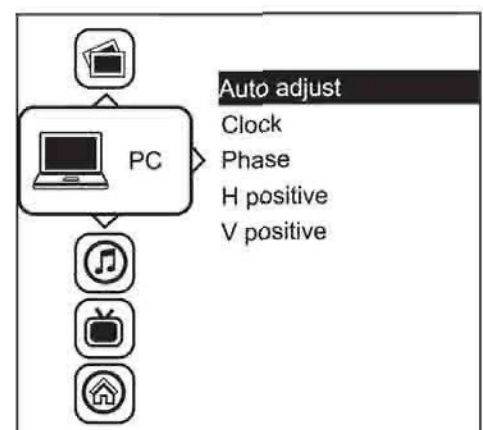 PC
Auto adjust
Clock
Phase
H positive
V positive